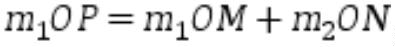 m₁OP = m₁OM + m₂ON